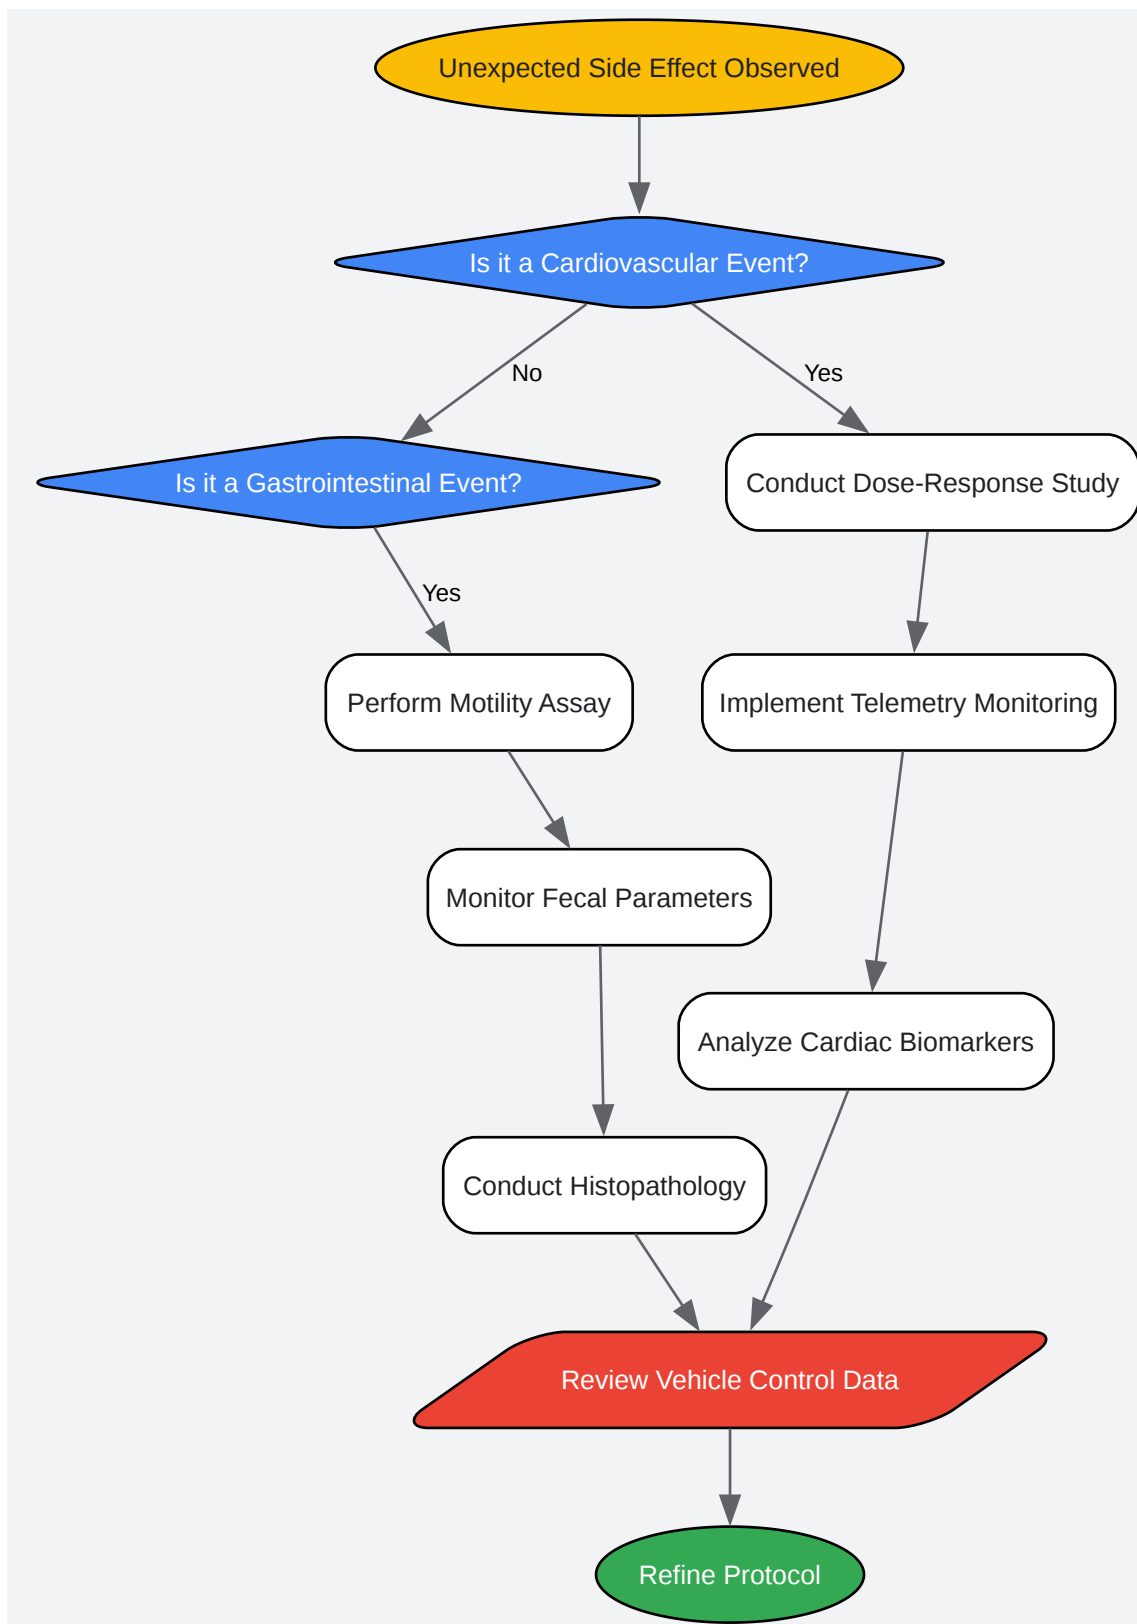 Unexpected Side Effect Observed
Is it a Cardiovascular Event?
No
Yes
Is it a Gastrointestinal Event?
Conduct Dose-Response Study
Yes
Perform Motility Assay
Implement Telemetry Monitoring
Monitor Fecal Parameters
Analyze Cardiac Biomarkers
Conduct Histopathology
Review Vehicle Control Data
Refine Protocol